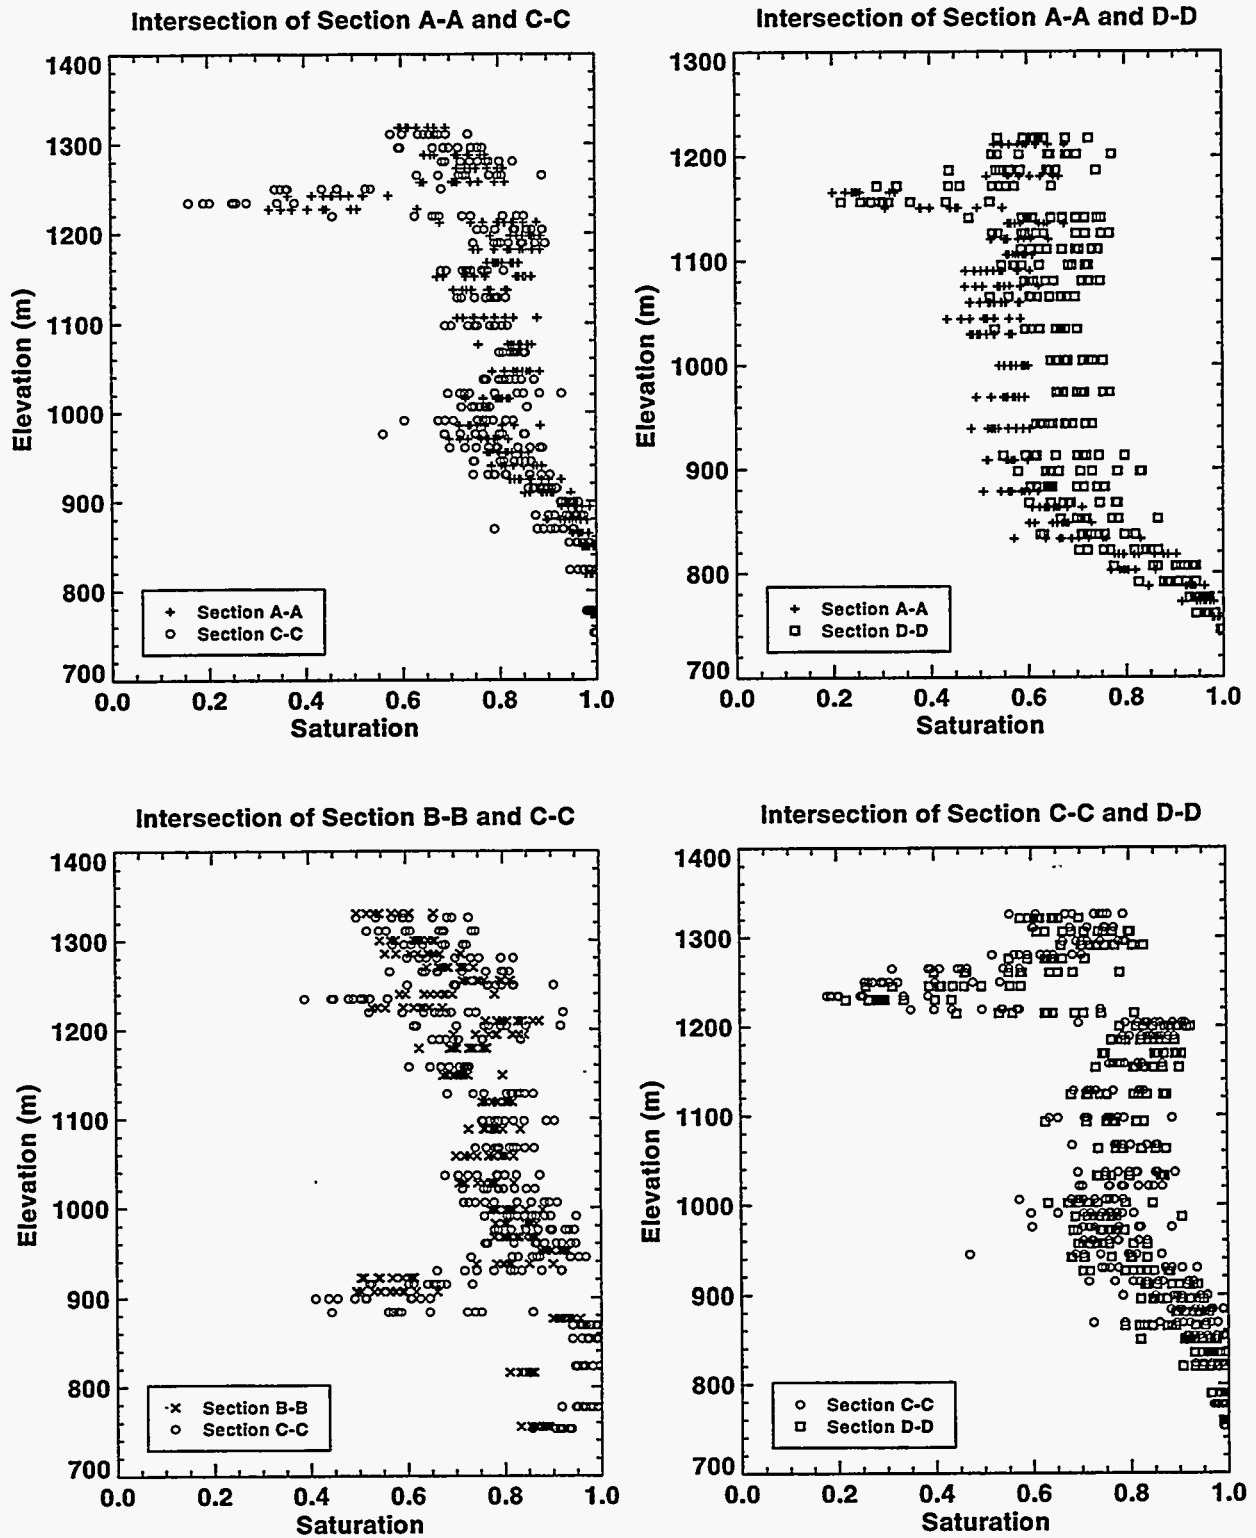 Intersection of Section A-A and C-C
1400
1300
1200
1100
1000
900
800
700
Elevation (m)
+ Section A-A
o Section C-C
0.0 0.2 0.4 0.6 0.8 1.0
Saturation
Intersection of Section A-A and D-D
1300
1200
1100
1000
900
800
700
Elevation (m)
+ Section A-A
□ Section D-D
0.0 0.2 0.4 0.6 0.8 1.0
Saturation
Intersection of Section B-B and C-C
1400
1300
1200
1100
1000
900
800
700
Elevation (m)
× Section B-B
o Section C-C
0.0 0.2 0.4 0.6 0.8 1.0
Saturation
Intersection of Section C-C and D-D
1400
1300
1200
1100
1000
900
800
700
Elevation (m)
o Section C-C
□ Section D-D
0.0 0.2 0.4 0.6 0.8 1.0
Saturation